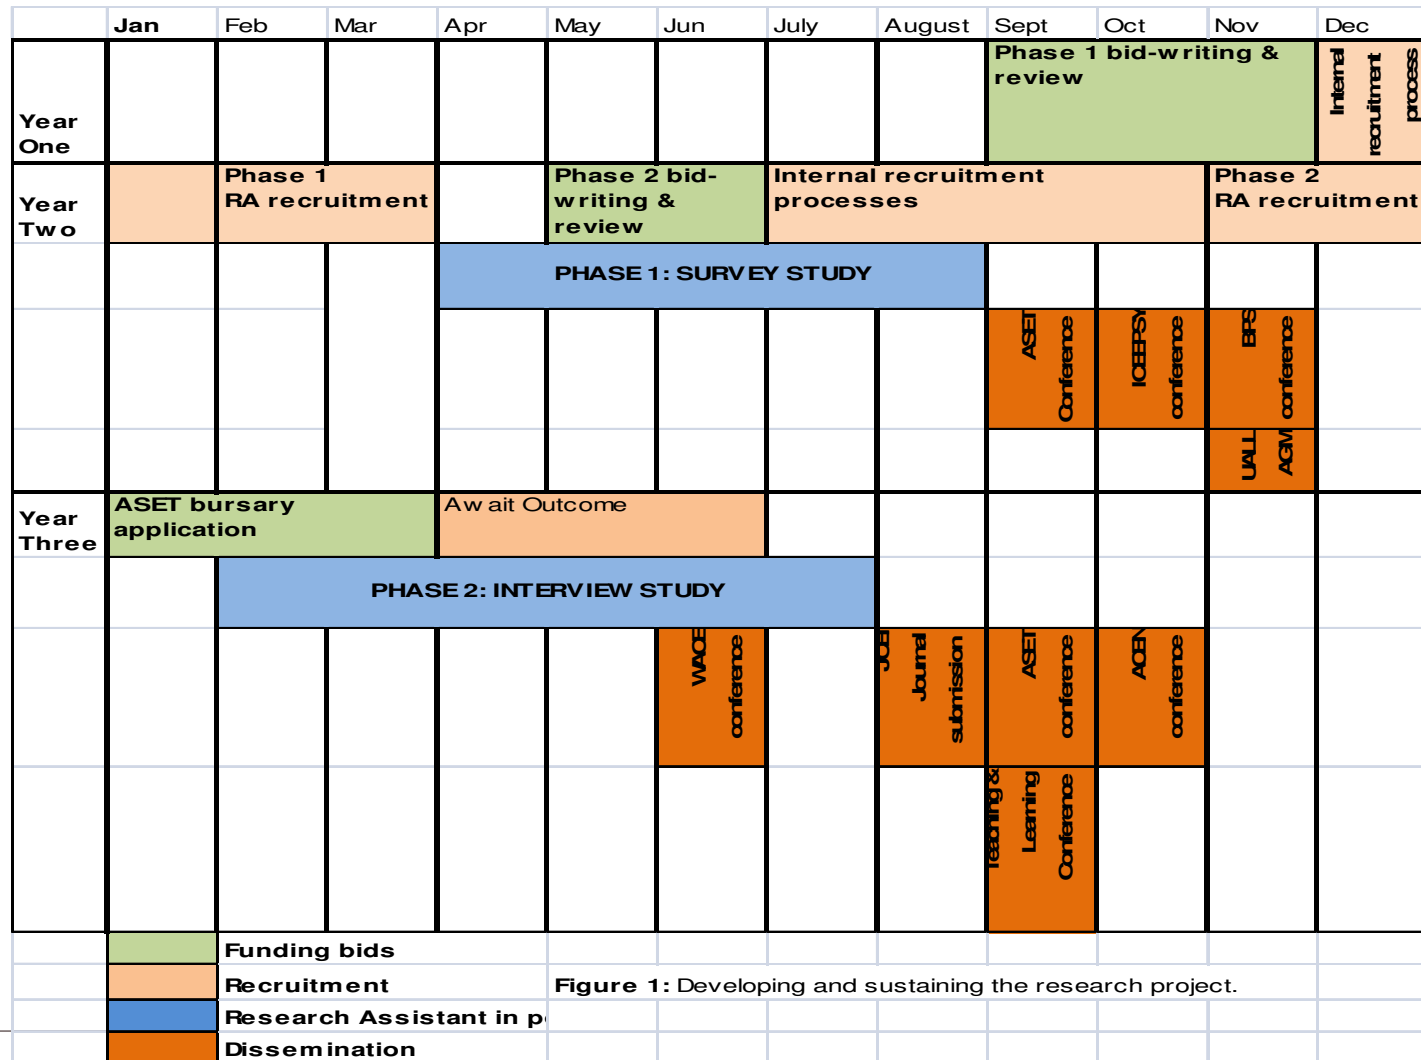 Jan Feb Mar Apr May Jun July August Sept Oct Nov Dec
Year
One
Phase 1 bid-writing &
review
Internal
recruitment
process
Year
Two
Phase 1
RA recruitment
Phase 2 bid-
writing &
review
Internal recruitment
processes
Phase 2
RA recruitment
PHASE 1: SURVEY STUDY
ASET
Conference
ICEEPSY
conference
BPS
conference
UALL
AGM
Year
Three
ASET bursary
application
Await Outcome
PHASE 2: INTERVIEW STUDY
WACE
conference
JCEI
Journal
submission
ASET
conference
ACEN
conference
Teaching &
Learning
Conference
Funding bids
Recruitment
Figure 1: Developing and sustaining the research project.
Research Assistant in
Dissemination